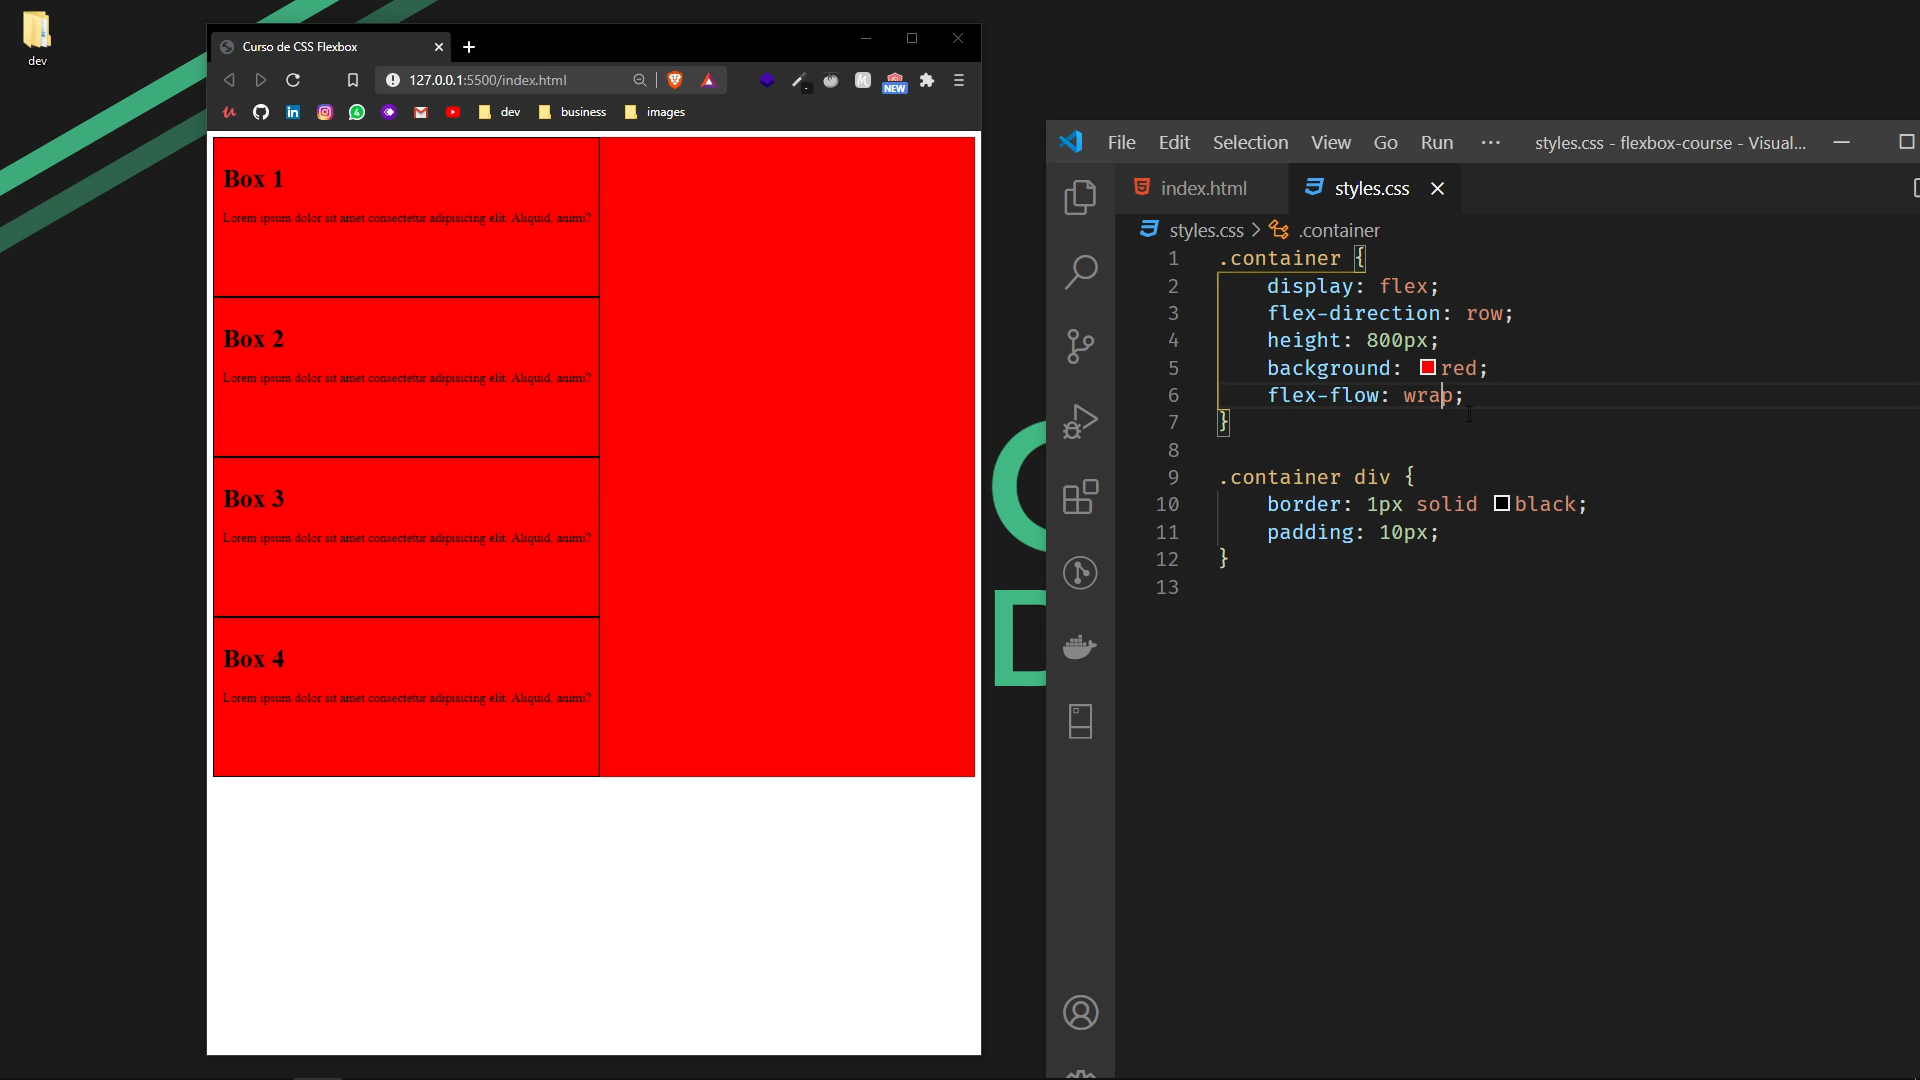 dev
Curso de CSS Flexbox
127.0.0.1:5500/index.html
NEW
dev
business
images
Box 1
Lorem ipsum dolor sit amet consectetur adipisicing elit. Aliquid, animi?
Box 2
Lorem ipsum dolor sit amet consectetur adipisicing elit. Aliquid, animi?
Box 3
Lorem ipsum dolor sit amet consectetur adipisicing elit. Aliquid, animi?
Box 4
Lorem ipsum dolor sit amet consectetur adipisicing elit. Aliquid, animi?
File Edit Selection View Go Run ··· styles.css - flexbox-course - Visual...
index.html styles.css
styles.css > .container
1 .container {
2 display: flex;
3 flex-direction: row;
4 height: 800px;
5 background: red;
6 flex-flow: wrap;
7 }
8
9 .container div {
10 border: 1px solid black;
11 padding: 10px;
12 }
13